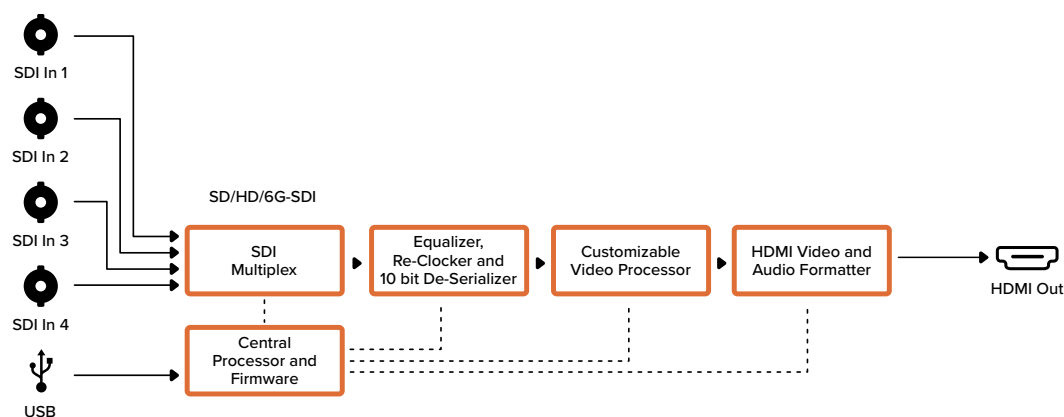 SDI In 1
SDI In 2
SDI In 3
SDI In 4
USB
SD/HD/6G-SDI
SDI
Multiplex
Equalizer,
Re-Clocker and
10 bit De-Serializer
Customizable
Video Processor
HDMI Video and
Audio Formatter
HDMI Out
Central
Processor and
Firmware